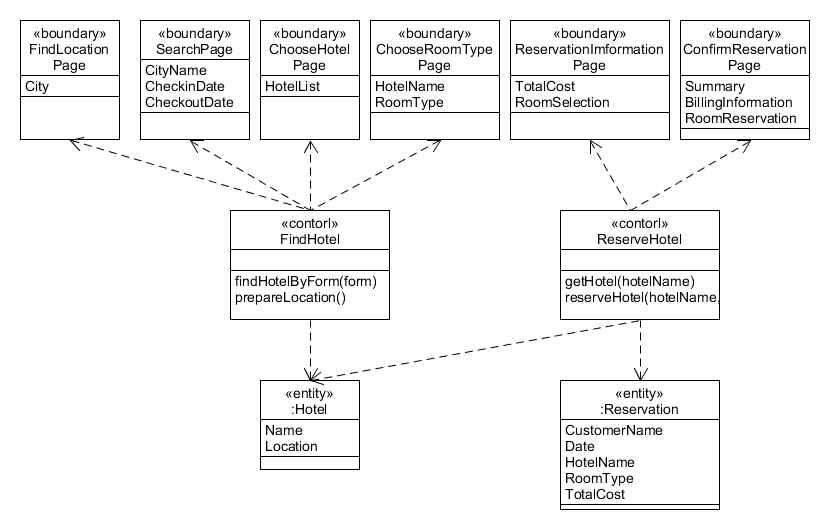 «boundary»
FindLocation
Page
City
«boundary»
SearchPage
CityName
CheckinDate
CheckoutDate
«boundary»
ChooseHotel
Page
HotelList
«boundary»
ChooseRoomType
Page
HotelName
RoomType
«boundary»
ReservationImformation
Page
TotalCost
RoomSelection
«boundary»
ConfirmReservation
Page
Summary
BillingInformation
RoomReservation
«contorl»
FindHotel
findHotelByForm(form)
prepareLocation()
«contorl»
ReserveHotel
getHotel(hotelName)
reserveHotel(hotelName,
«entity»
:Hotel
Name
Location
«entity»
:Reservation
CustomerName
Date
HotelName
RoomType
TotalCost